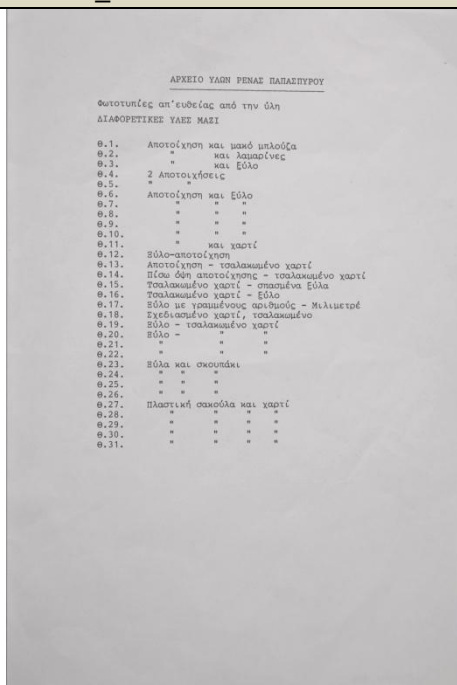 ΑΡΧΕΙΟ ΥΛΩΝ ΡΕΝΑΣ ΠΑΠΑΣΠΥΡΟΥ
Φωτοτυπίες απ'ευθείας από την ύλη
ΔΙΑΦΟΡΕΤΙΚΕΣ ΥΛΕΣ ΜΑΖΙ
θ.1. Αποτοίχηση και μακό μπλούζα
θ.2. " και λαμαρίνες
θ.3. " και ξύλο
θ.4. 2 Αποτοιχήσεις
θ.5. " "
θ.6. Αποτοίχηση και ξύλο
θ.7. " " "
θ.8. " " "
θ.9. " " "
θ.10. " " "
θ.11. " και χαρτί
θ.12. Ξύλο-αποτοίχηση
θ.13. Αποτοίχηση - τσαλακωμένο χαρτί
θ.14. Πίσω όψη αποτοίχησης - τσαλακωμένο χαρτί
θ.15. Τσαλακωμένο χαρτί - σπασμένα ξύλα
θ.16. Τσαλακωμένο χαρτί - ξύλο
θ.17. Ξύλο με γραμμένους αριθμούς - Μιλιμετρέ
θ.18. Σχεδιασμένο χαρτί, τσαλακωμένο
θ.19. Ξύλο - τσαλακωμένο χαρτί
θ.20. Ξύλο - " "
θ.21. " " "
θ.22. " " "
θ.23. Ξύλα και σκουπάκι
θ.24. " " "
θ.25. " " "
θ.26. " " "
θ.27. Πλαστική σακούλα και χαρτί
θ.28. " " " "
θ.29. " " " "
θ.30. " " " "
θ.31. " " " "